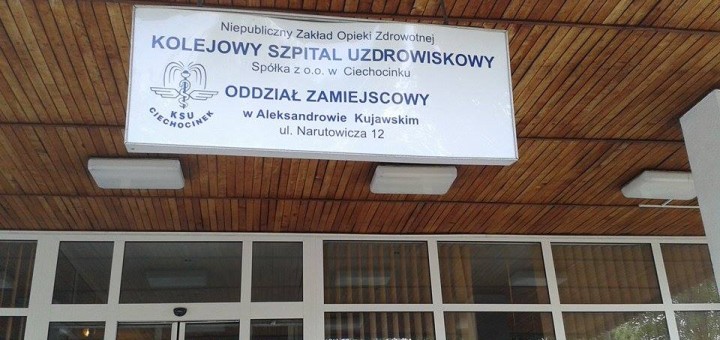 Niepubliczny Zakład Opieki Zdrowotnej
KOLEJOWY SZPITAL UZDROWISKOWY
Spółka z o.o. w Ciechocinku
ODDZIAŁ ZAMIEJSCOWY
w Aleksandrowie Kujawskim
ul. Narutowicza 12
KSU
CIECHOCINEK